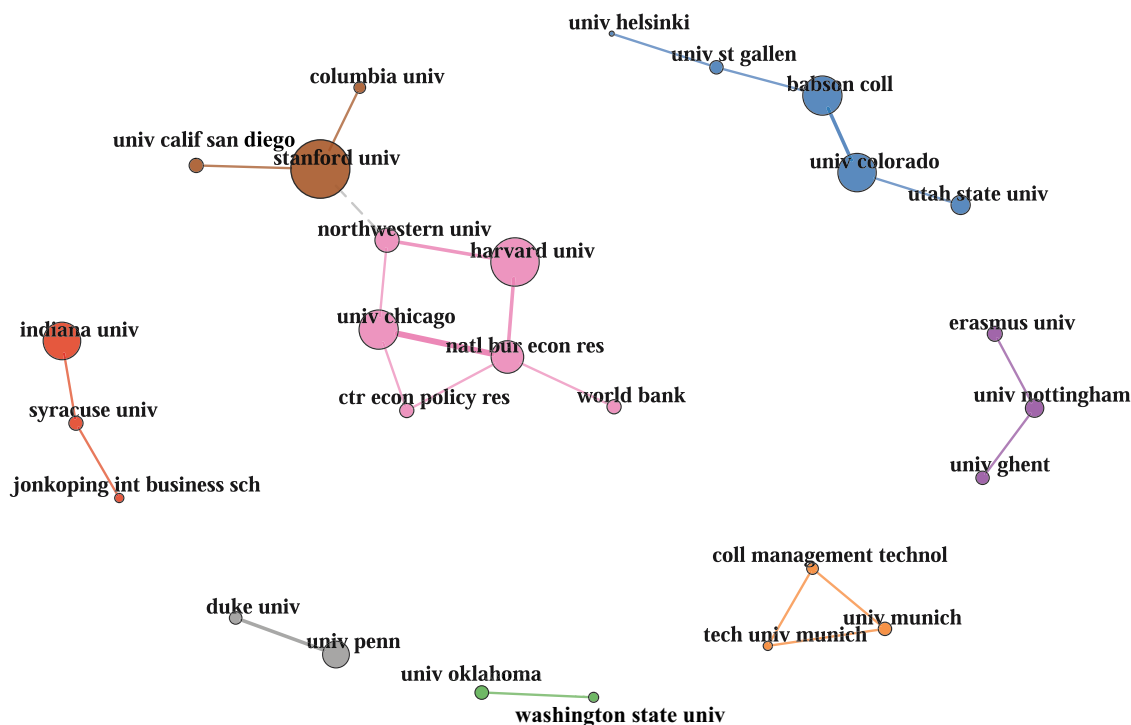 univ helsinki
univ st gallen
columbia univ
babson coll
univ calif san diego
stanford univ
univ colorado
utah state univ
northwestern univ
harvard univ
univ chicago
indiana univ
natl bur econ res
erasmus univ
ctr econ policy res
world bank
univ nottingham
syracuse univ
univ ghent
jonkoping int business sch
coll management technol
duke univ
univ munich
tech univ munich
univ penn
univ oklahoma
washington state univ